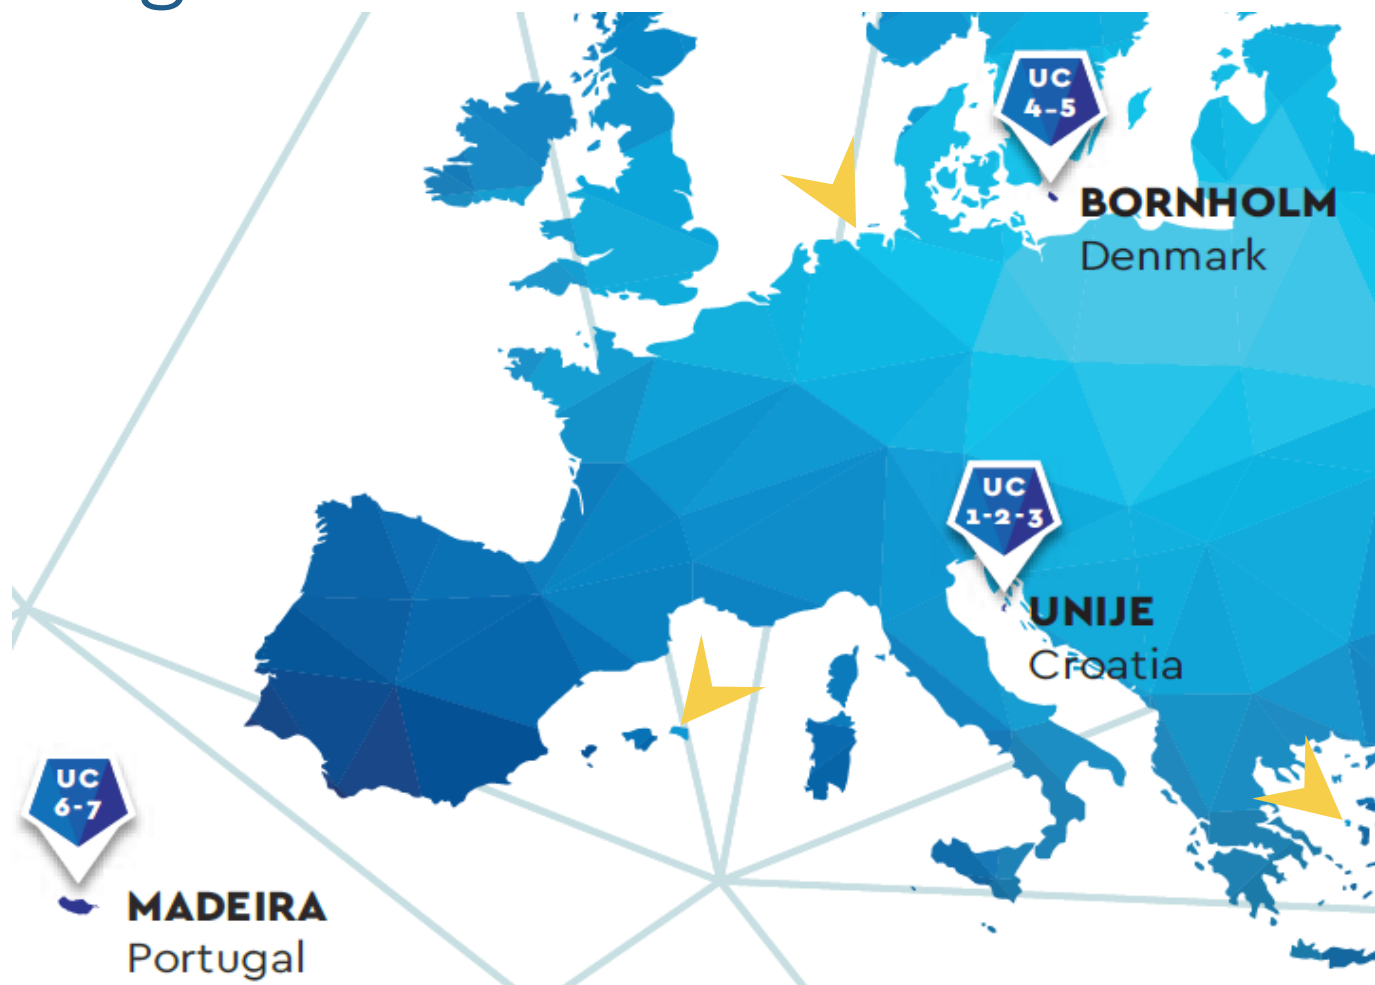 UC
4-5
BORNHOLM
Denmark
UC
1-2-3
UNIJE
Croatia
UC
6-7
MADEIRA
Portugal